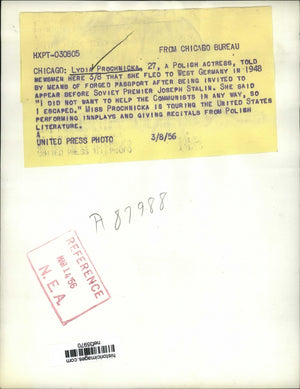 HXPT-030805 FROM CHICAGO BUREAU
CHICAGO: LYDIA PROCHNICKA, 27, A POLISH ACTRESS, TOLD
NEWSMEN HERE 3/8 THAT SHE FLED TO WEST GERMANY IN 1948
BY MEANS OF FORGED PASSPORT AFTER BEING INVITED TO
APPEAR BEFORE SOVIET PREMIER JOSEPH STALIN. SHE SAID
"I DID NOT WANT TO HELP THE COMMUNISTS IN ANY WAY, SO
I ESCAPED." MISS PROCHNICKA IS TOURING THE UNITED STATES
PERFORMING INNPLAYS AND GIVING RECITALS FROM POLISH
LITERATURE.
A
UNITED PRESS PHOTO 3/8/56
A 87988
REFERENCE
MAR 14 '56
N.E.A.
historicimages.com